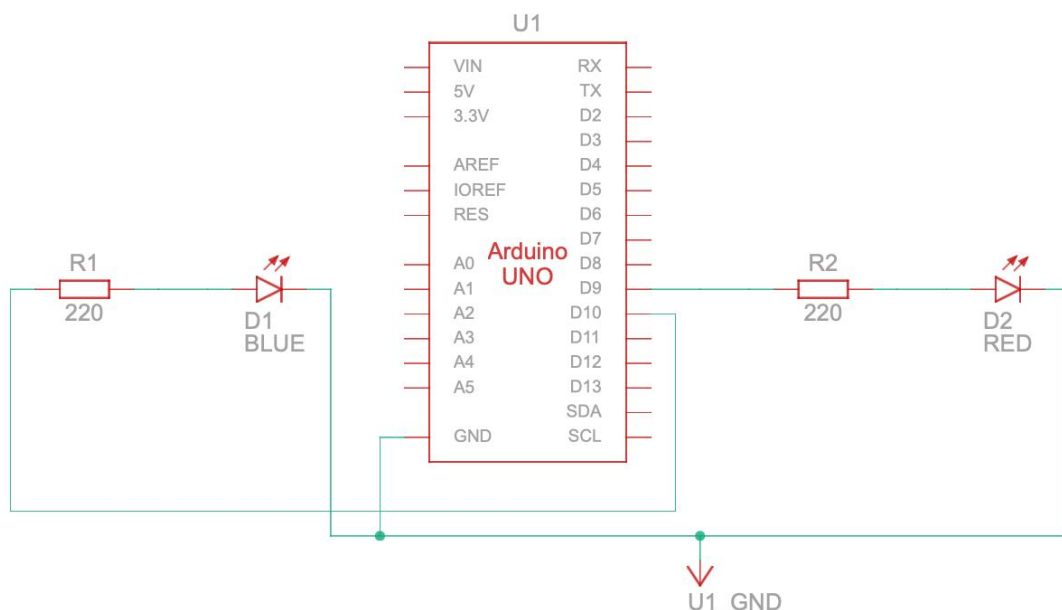 U1
VIN
5V
3.3V
AREF
IOREF
RES
A0
A1
A2
A3
A4
A5
GND
Arduino
UNO
RX
TX
D2
D3
D4
D5
D6
D7
D8
D9
D10
D11
D12
D13
SDA
SCL
R1
220
D1
BLUE
R2
220
D2
RED
U1_GND